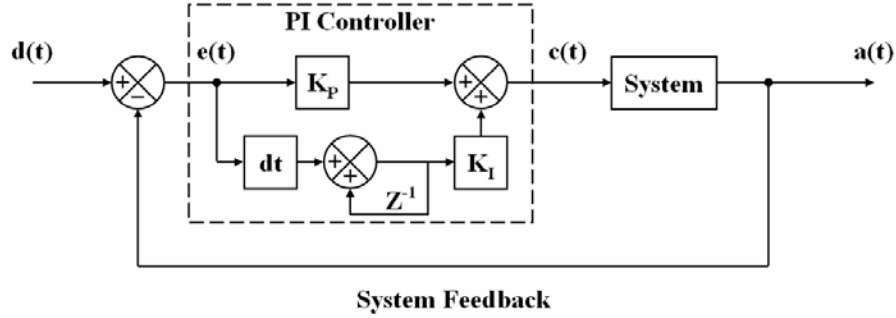 PI Controller
d(t) e(t) c(t) a(t)
+ − K_P + + System
dt + + K_I
Z⁻¹
System Feedback